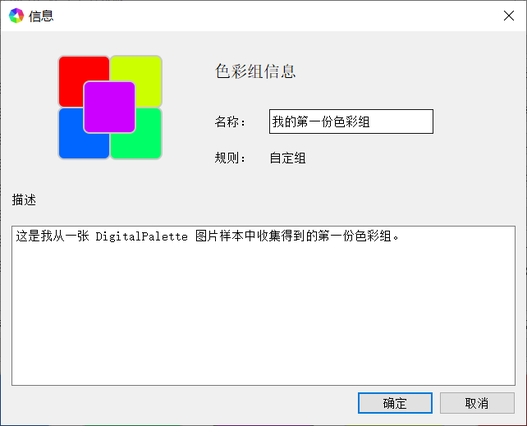 信息
色彩组信息
名称： 我的第一份色彩组
规则： 自定组
描述
这是我从一张 DigitalPalette 图片样本中收集得到的第一份色彩组。
确定 取消